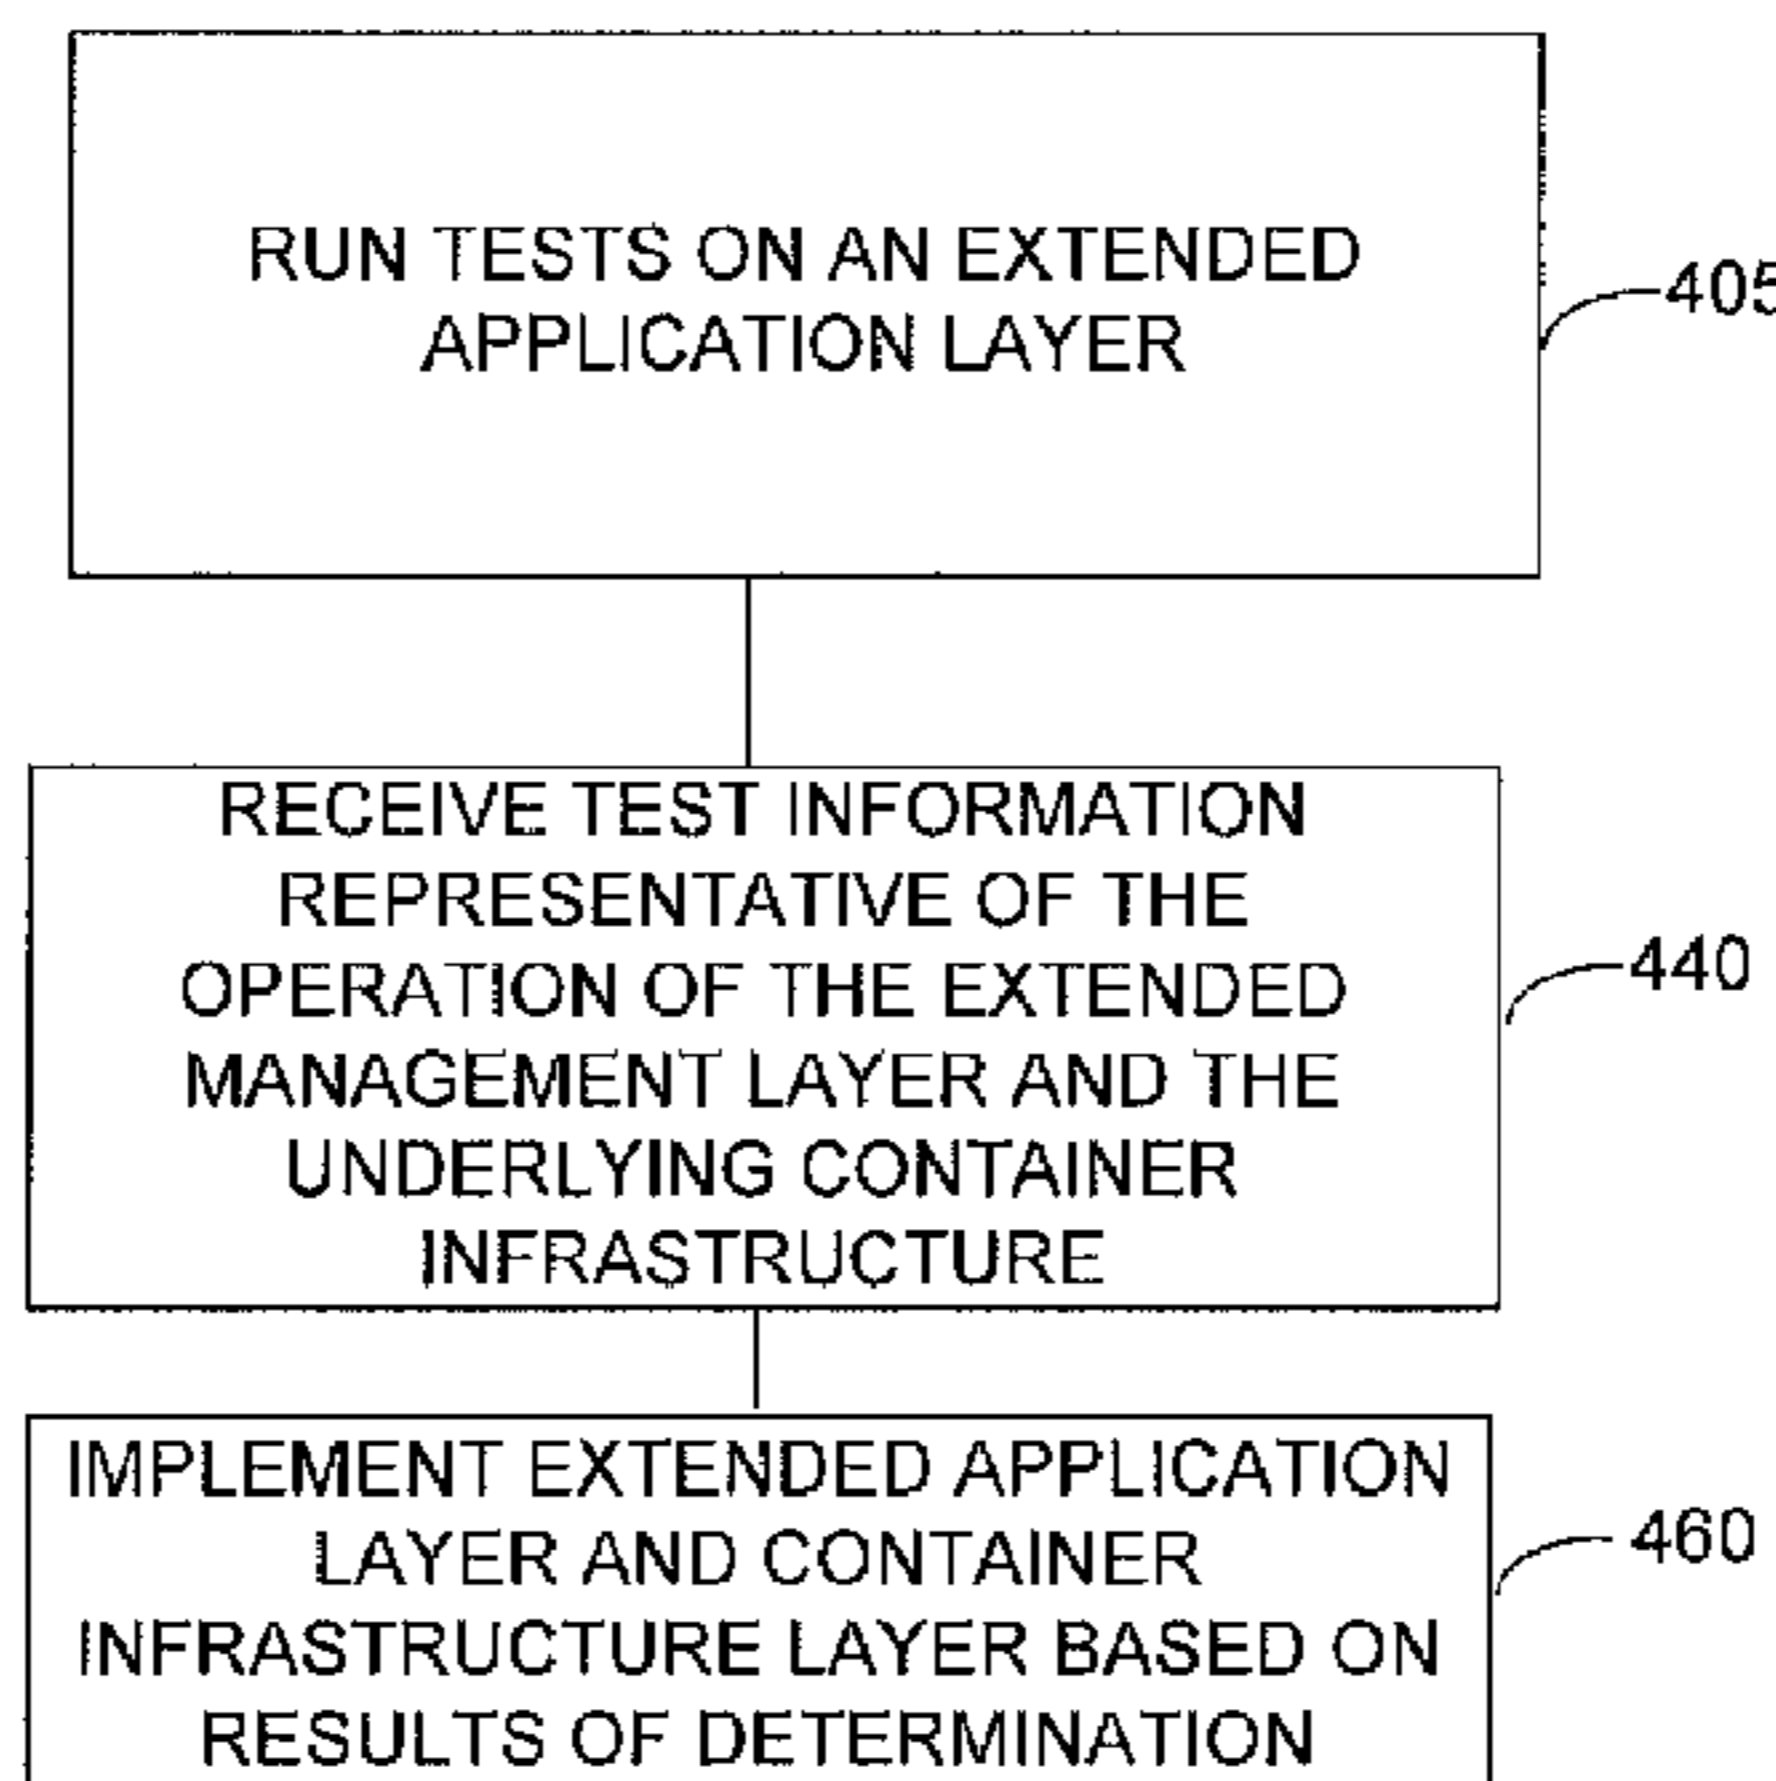 RUN TESTS ON AN EXTENDED
APPLICATION LAYER
405
RECEIVE TEST INFORMATION
REPRESENTATIVE OF THE
OPERATION OF THE EXTENDED
MANAGEMENT LAYER AND THE
UNDERLYING CONTAINER
INFRASTRUCTURE
440
IMPLEMENT EXTENDED APPLICATION
LAYER AND CONTAINER
INFRASTRUCTURE LAYER BASED ON
RESULTS OF DETERMINATION
460